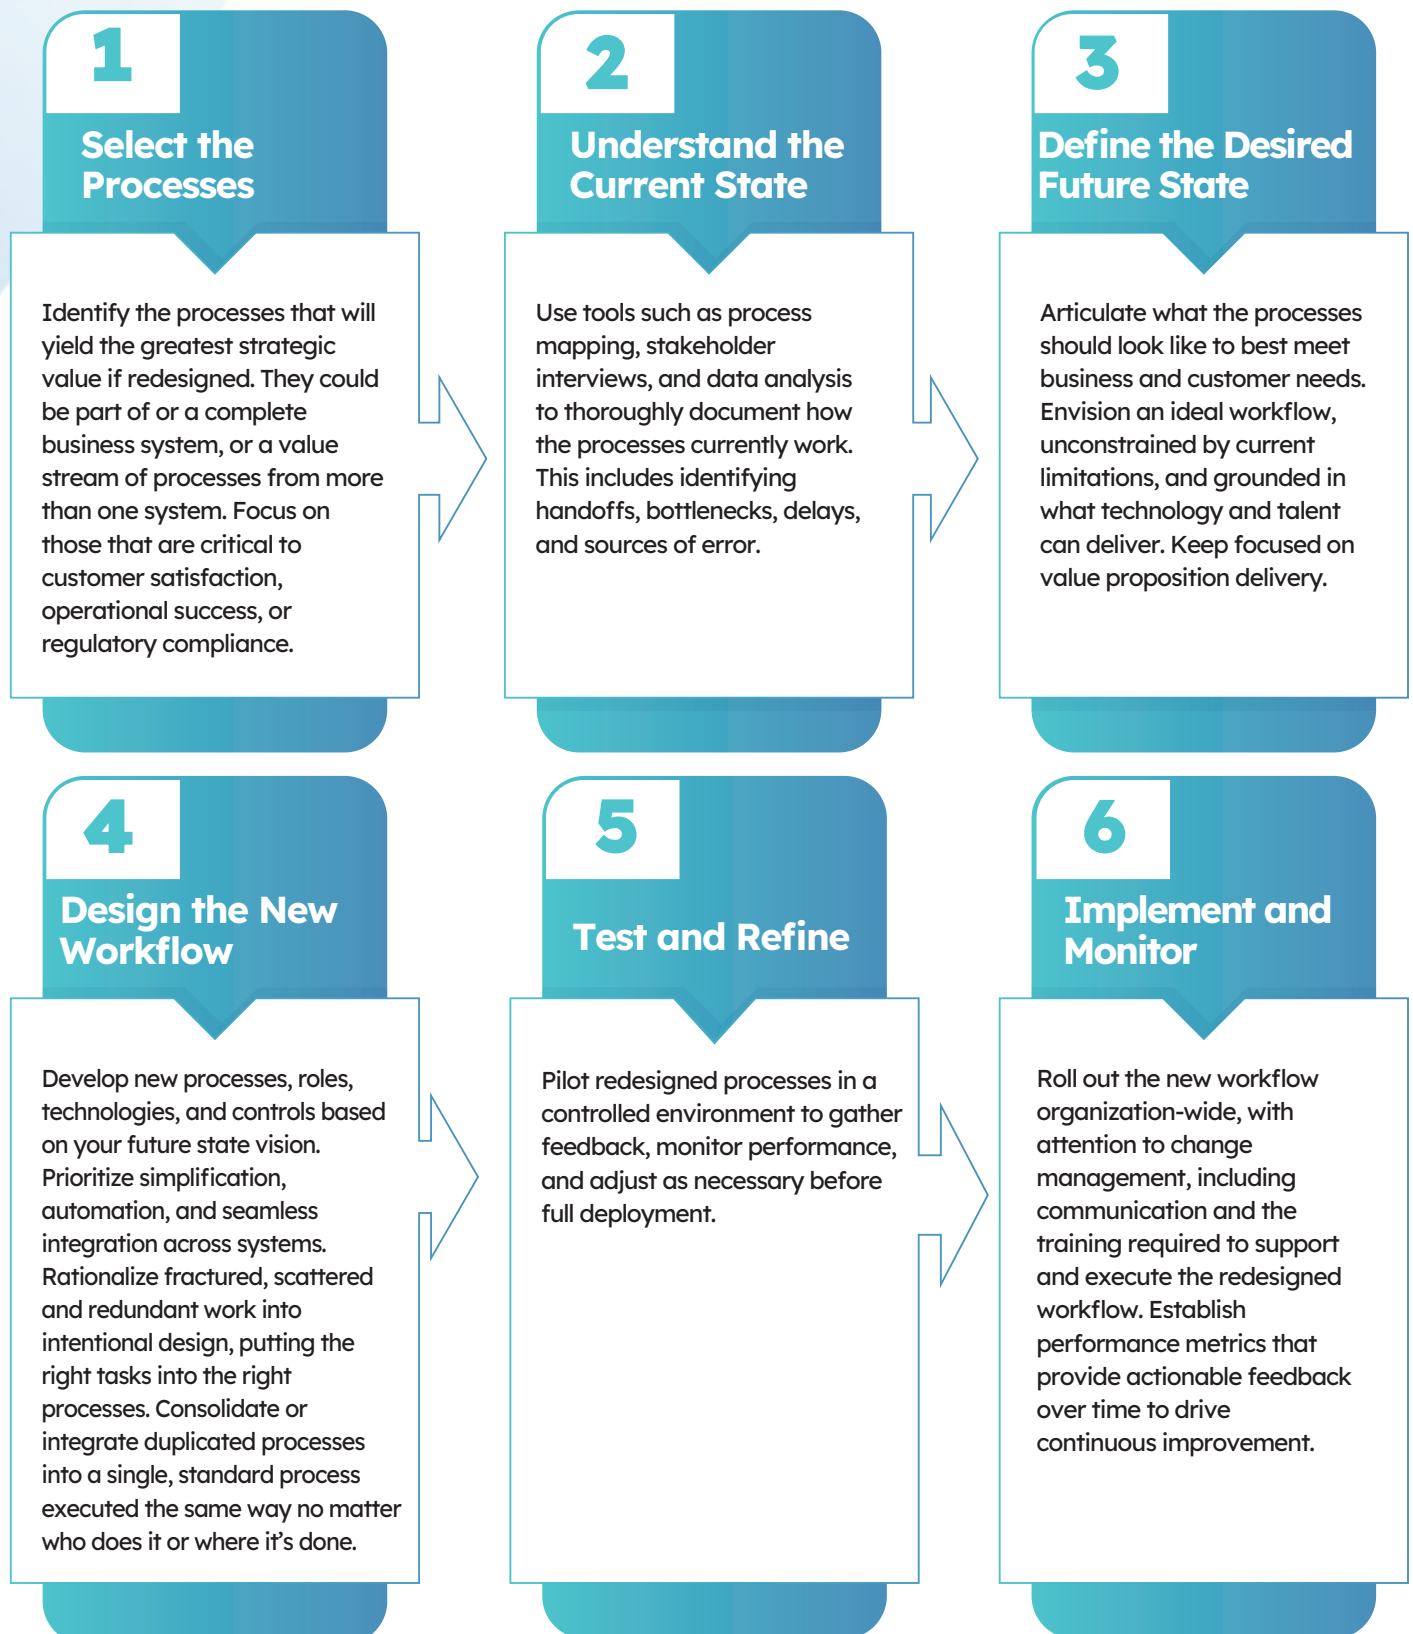 1
Select the
Processes
Identify the processes that will
yield the greatest strategic
value if redesigned. They could
be part of or a complete
business system, or a value
stream of processes from more
than one system. Focus on
those that are critical to
customer satisfaction,
operational success, or
regulatory compliance.
2
Understand the
Current State
Use tools such as process
mapping, stakeholder
interviews, and data analysis
to thoroughly document how
the processes currently work.
This includes identifying
handoffs, bottlenecks, delays,
and sources of error.
3
Define the Desired
Future State
Articulate what the processes
should look like to best meet
business and customer needs.
Envision an ideal workflow,
unconstrained by current
limitations, and grounded in
what technology and talent
can deliver. Keep focused on
value proposition delivery.
4
Design the New
Workflow
Develop new processes, roles,
technologies, and controls based
on your future state vision.
Prioritize simplification,
automation, and seamless
integration across systems.
Rationalize fractured, scattered
and redundant work into
intentional design, putting the
right tasks into the right
processes. Consolidate or
integrate duplicated processes
into a single, standard process
executed the same way no matter
who does it or where it’s done.
5
Test and Refine
Pilot redesigned processes in a
controlled environment to gather
feedback, monitor performance,
and adjust as necessary before
full deployment.
6
Implement and
Monitor
Roll out the new workflow
organization-wide, with
attention to change
management, including
communication and the
training required to support
and execute the redesigned
workflow. Establish
performance metrics that
provide actionable feedback
over time to drive
continuous improvement.